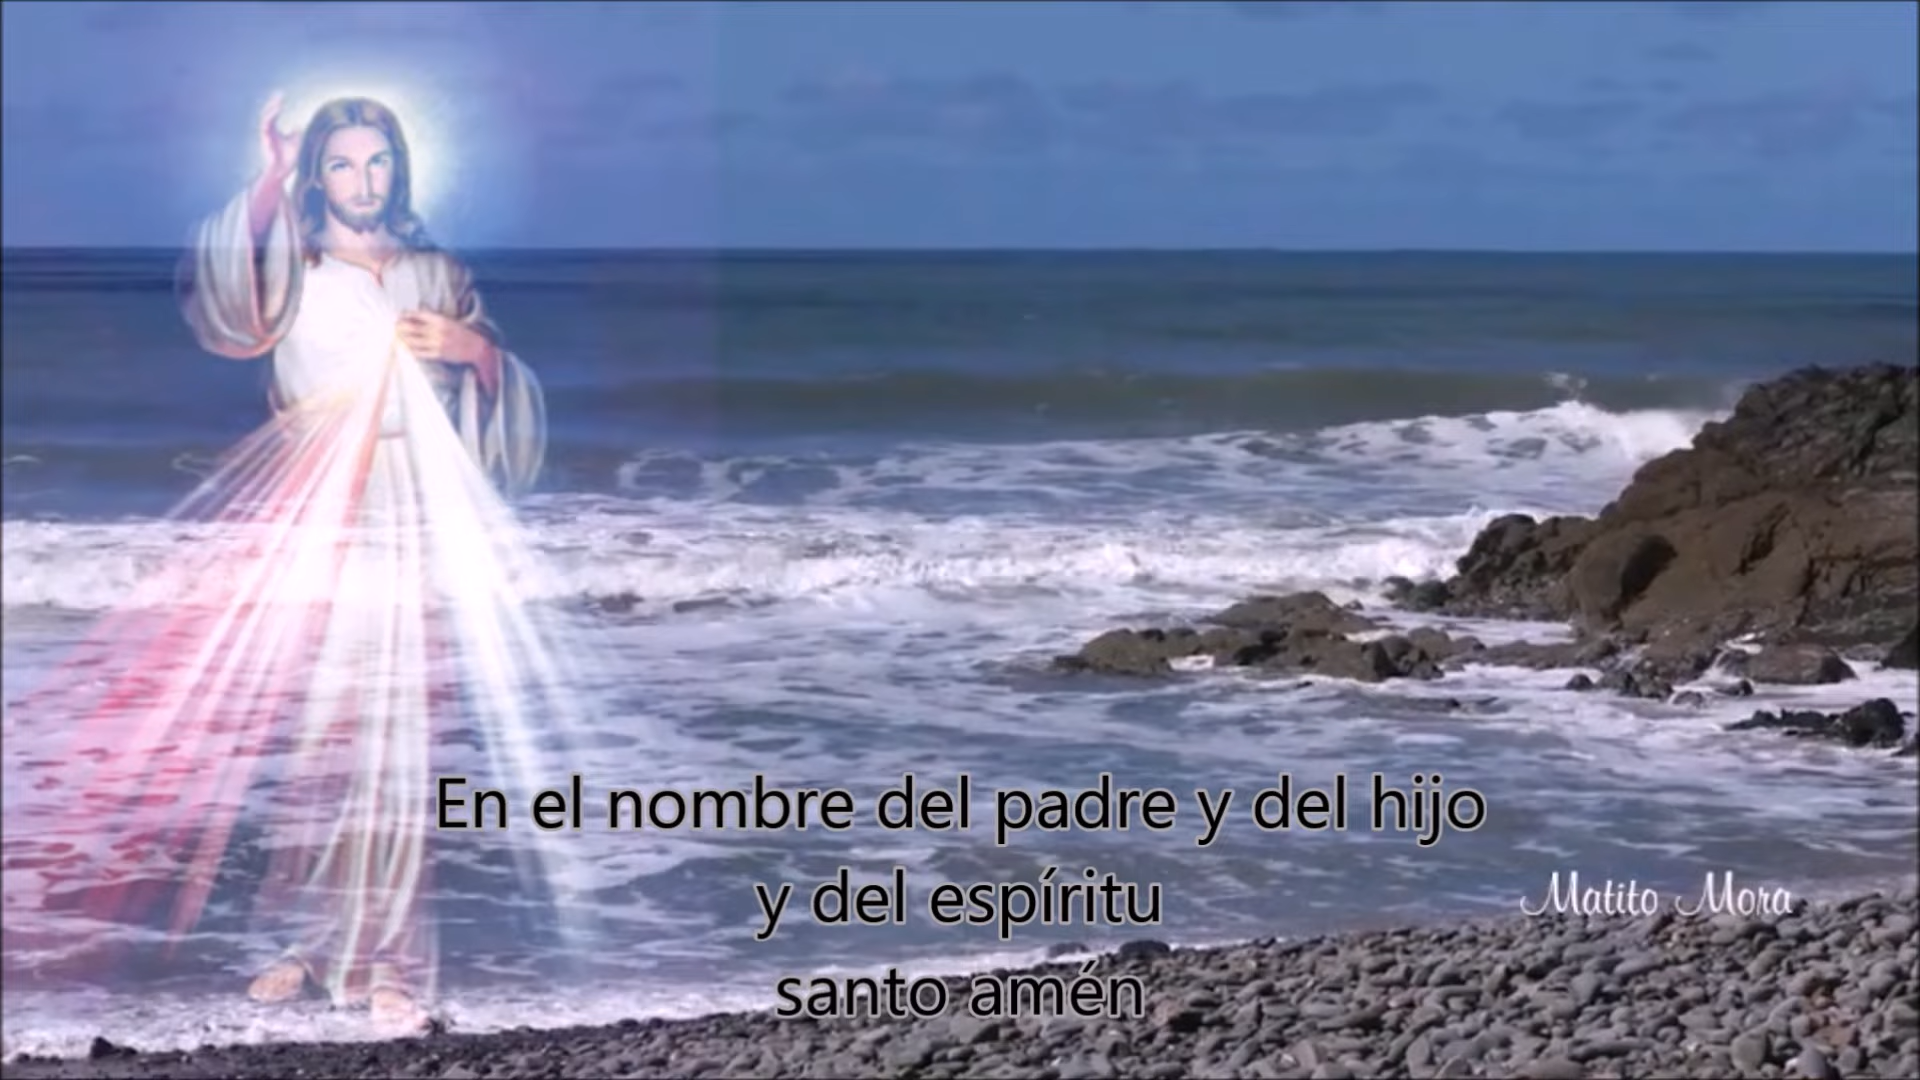 En el nombre del padre y del hijo
y del espíritu
Matito Mora
santo amén